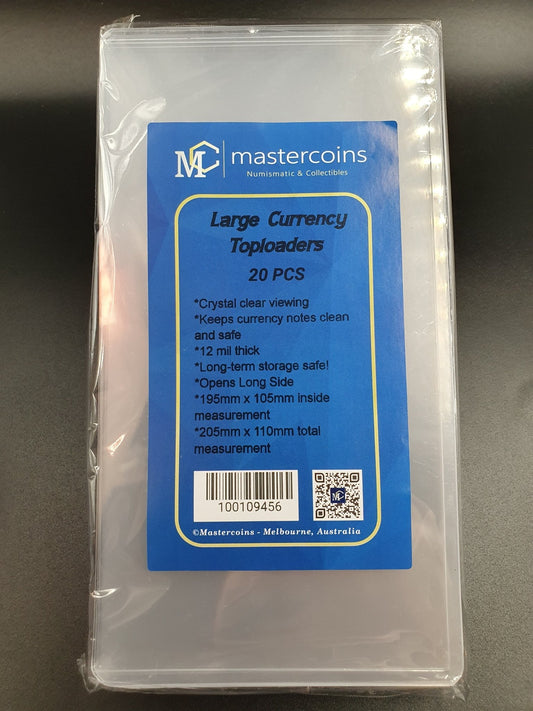 MC
mastercoins
Numismatic & Collectibles
Large Currency
Toploaders
20 PCS
*Crystal clear viewing
*Keeps currency notes clean
and safe
*12 mil thick
*Long-term storage safe!
*Opens Long Side
*195mm x 105mm inside
measurement
*205mm x 110mm total
measurement
100109456
MC
©Mastercoins - Melbourne, Australia